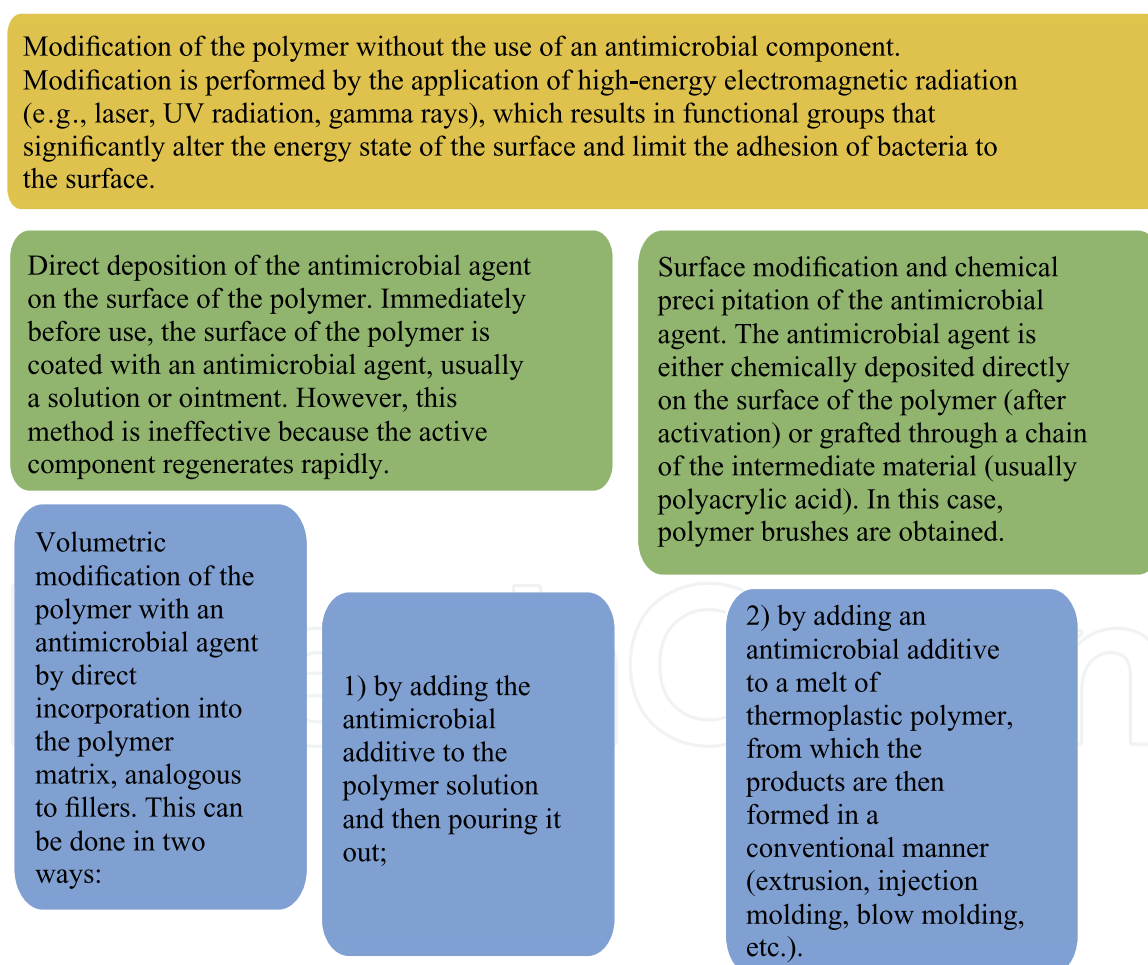 Modification of the polymer without the use of an antimicrobial component.
Modification is performed by the application of high-energy electromagnetic radiation
(e.g., laser, UV radiation, gamma rays), which results in functional groups that
significantly alter the energy state of the surface and limit the adhesion of bacteria to
the surface.
Direct deposition of the antimicrobial agent
on the surface of the polymer. Immediately
before use, the surface of the polymer is
coated with an antimicrobial agent, usually
a solution or ointment. However, this
method is ineffective because the active
component regenerates rapidly.
Surface modification and chemical
preci pitation of the antimicrobial
agent. The antimicrobial agent is
either chemically deposited directly
on the surface of the polymer (after
activation) or grafted through a chain
of the intermediate material (usually
polyacrylic acid). In this case,
polymer brushes are obtained.
Volumetric
modification of the
polymer with an
antimicrobial agent
by direct
incorporation into
the polymer
matrix, analogous
to fillers. This can
be done in two
ways:
1) by adding the
antimicrobial
additive to the
polymer solution
and then pouring it
out;
2) by adding an
antimicrobial additive
to a melt of
thermoplastic polymer,
from which the
products are then
formed in a
conventional manner
(extrusion, injection
molding, blow molding,
etc.).